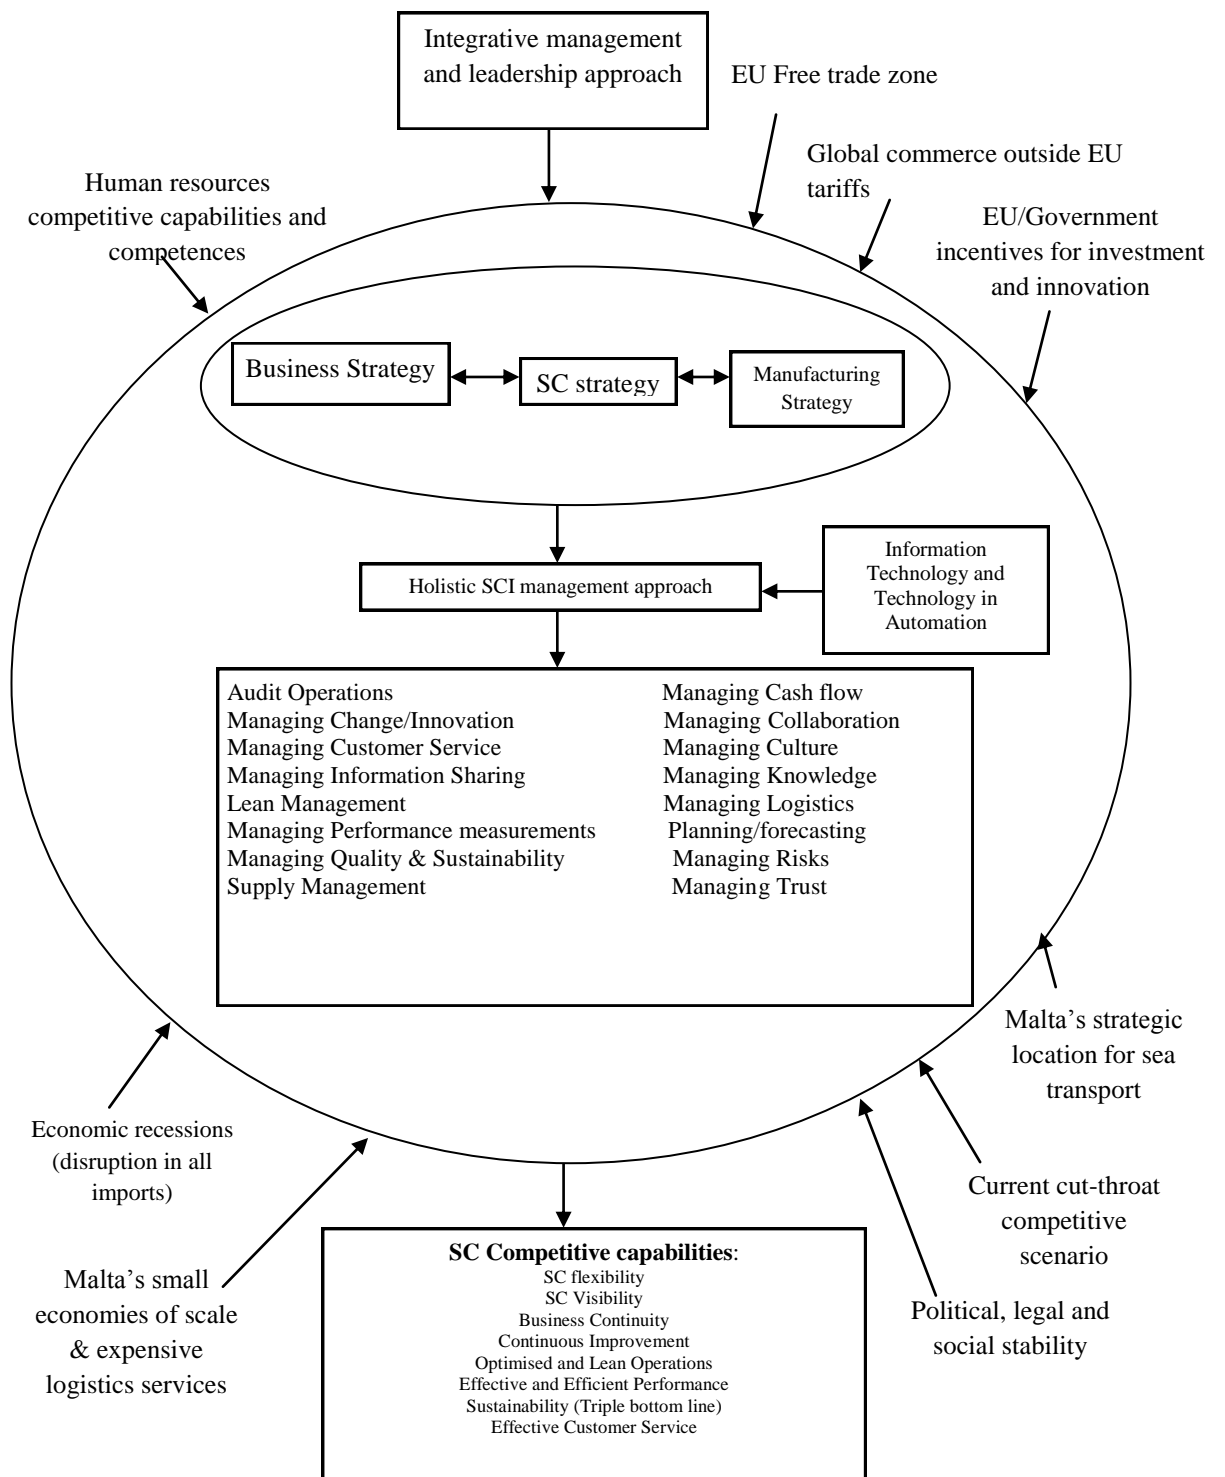 Integrative management
and leadership approach
EU Free trade zone
Global commerce outside EU
tariffs
Human resources
competitive capabilities and
competences
EU/Government
incentives for investment
and innovation
Business Strategy
SC strategy
Manufacturing
Strategy
Information
Technology and
Technology in
Automation
Holistic SCI management approach
Audit Operations
Managing Change/Innovation
Managing Customer Service
Managing Information Sharing
Lean Management
Managing Performance measurements
Managing Quality & Sustainability
Supply Management
Managing Cash flow
Managing Collaboration
Managing Culture
Managing Knowledge
Managing Logistics
Planning/forecasting
Managing Risks
Managing Trust
Malta’s strategic
location for sea
transport
Economic recessions
(disruption in all
imports)
Current cut-throat
competitive
scenario
Malta’s small
economies of scale
& expensive
logistics services
Political, legal and
social stability
SC Competitive capabilities:
SC flexibility
SC Visibility
Business Continuity
Continuous Improvement
Optimised and Lean Operations
Effective and Efficient Performance
Sustainability (Triple bottom line)
Effective Customer Service